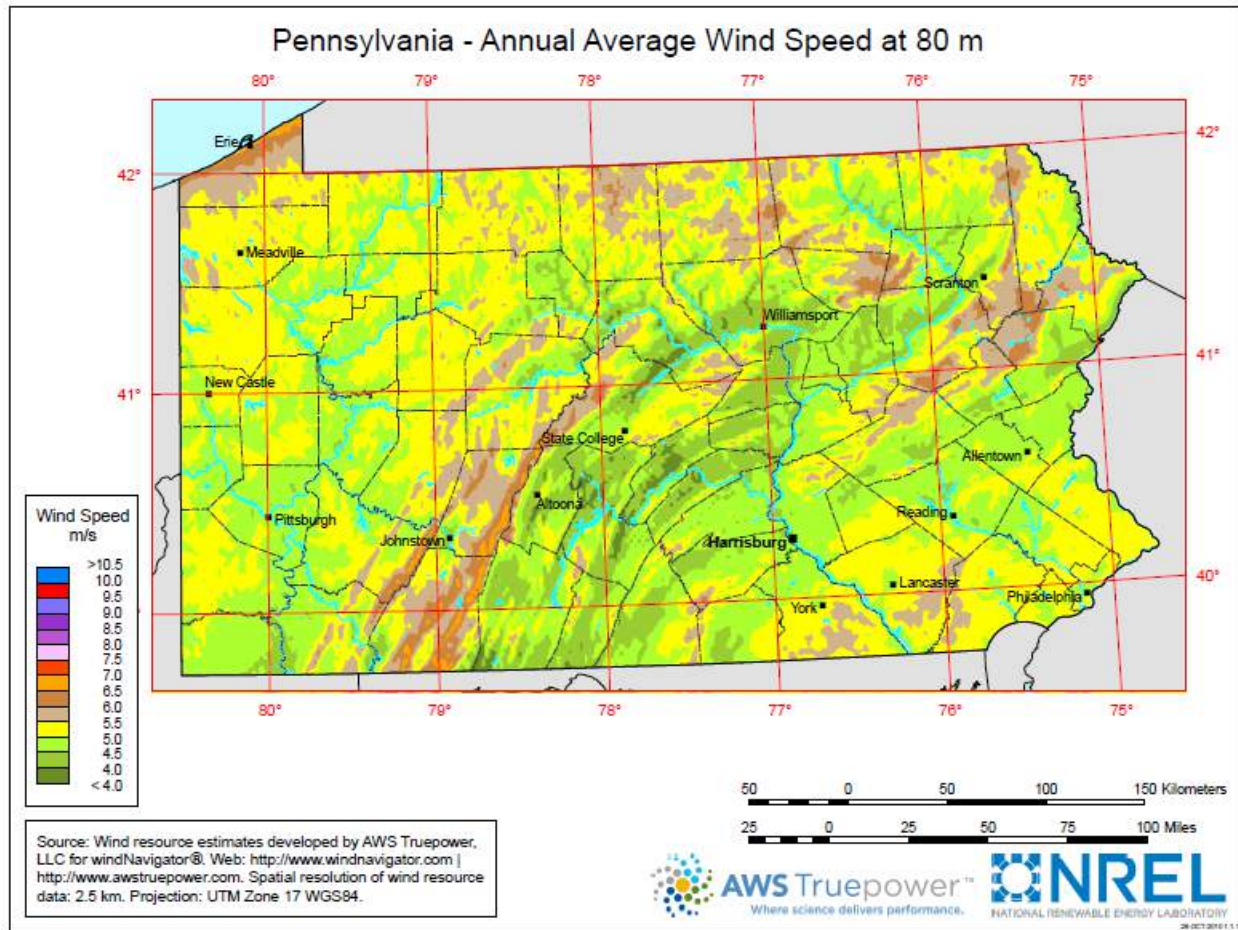 Pennsylvania - Annual Average Wind Speed at 80 m
80° 79° 78° 77° 76° 75°
42°
Erie
42°
Meadville
Scranton
Williamsport
41°
New Castle
41°
State College
Allentown
Altoona
Pittsburgh
Reading
Johnstown
Harrisburg
40°
Lancaster
York
Philadelphia
80° 79° 78° 77° 76° 75°
Wind Speed
m/s
>10.5
10.0
9.5
9.0
8.5
8.0
7.5
7.0
6.5
6.0
5.5
5.0
4.5
4.0
< 4.0
50 0 50 100 150 Kilometers
25 0 25 50 75 100 Miles
Source: Wind resource estimates developed by AWS Truepower,
LLC for windNavigator®. Web: http://www.windnavigator.com |
http://www.awstruepower.com. Spatial resolution of wind resource
data: 2.5 km. Projection: UTM Zone 17 WGS84.
AWS Truepower™
Where science delivers performance.
NREL
NATIONAL RENEWABLE ENERGY LABORATORY